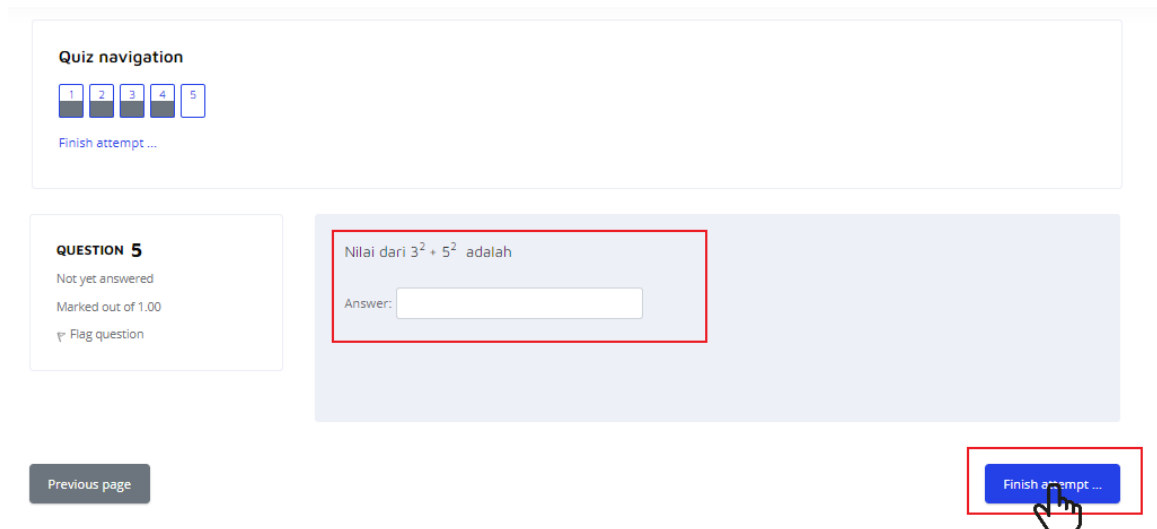 Quiz navigation
1 2 3 4 5
Finish attempt ...
QUESTION 5
Not yet answered
Marked out of 1.00
Flag question
Nilai dari 3² + 5² adalah
Answer:
Previous page
Finish attempt ...